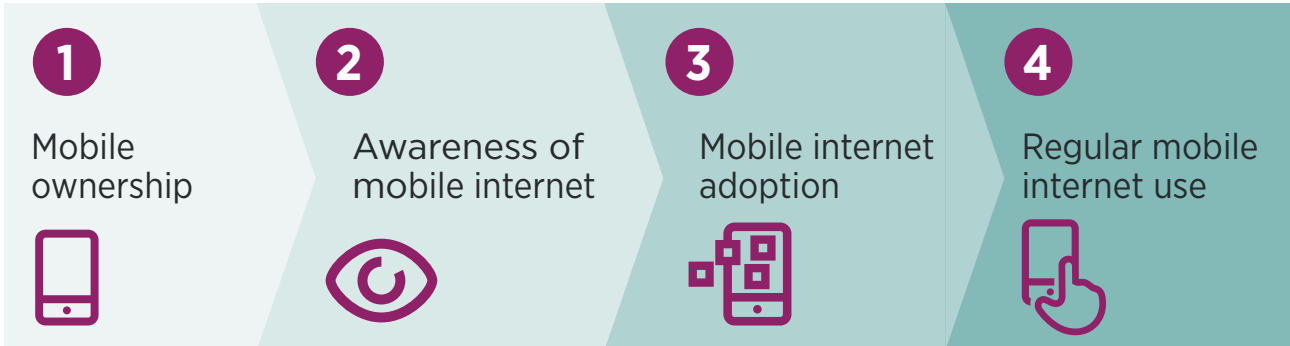 1
Mobile
ownership
2
Awareness of
mobile internet
3
Mobile internet
adoption
4
Regular mobile
internet use